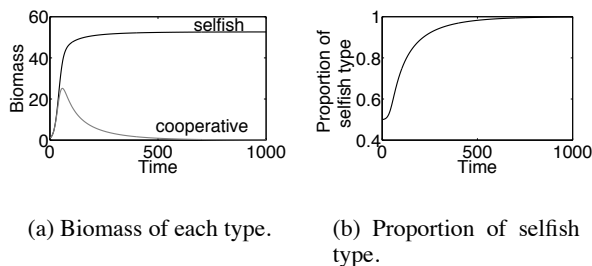 60
40
20
0
Biomass
selfish
cooperative
0
500
1000
Time
1
0.8
0.6
0.4
Proportion of
selfish type
0
500
1000
Time
(a) Biomass of each type.
(b) Proportion of selfish
type.